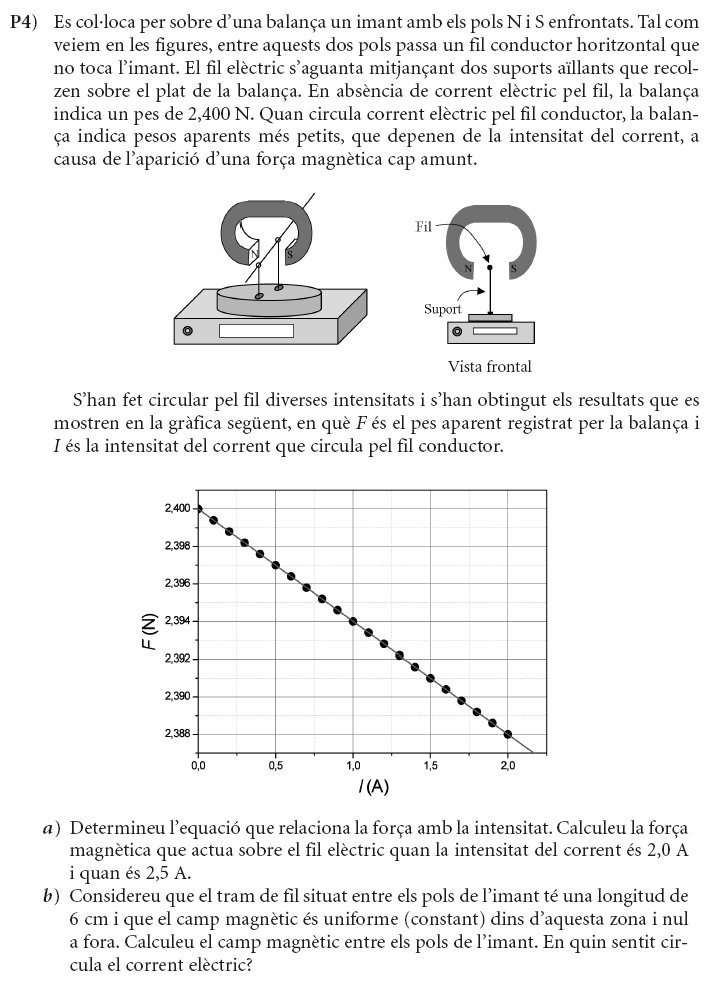 P4) Es col·loca per sobre d’una balança un imant amb els pols N i S enfrontats. Tal com
veiem en les figures, entre aquests dos pols passa un fil conductor horitzontal que
no toca l’imant. El fil elèctric s’aguanta mitjançant dos suports aïllants que recol-
zen sobre el plat de la balança. En absència de corrent elèctric pel fil, la balança
indica un pes de 2,400 N. Quan circula corrent elèctric pel fil conductor, la balan-
ça indica pesos aparents més petits, que depenen de la intensitat del corrent, a
causa de l’aparició d’una força magnètica cap amunt.
N S
Fil
N S
Suport
Vista frontal
S’han fet circular pel fil diverses intensitats i s’han obtingut els resultats que es
mostren en la gràfica següent, en què F és el pes aparent registrat per la balança i
I és la intensitat del corrent que circula pel fil conductor.
2,400
2,398
2,396
2,394
2,392
2,390
2,388
F (N)
0,0 0,5 1,0 1,5 2,0
I (A)
a) Determineu l’equació que relaciona la força amb la intensitat. Calculeu la força
magnètica que actua sobre el fil elèctric quan la intensitat del corrent és 2,0 A
i quan és 2,5 A.
b) Considereu que el tram de fil situat entre els pols de l’imant té una longitud de
6 cm i que el camp magnètic és uniforme (constant) dins d’aquesta zona i nul
a fora. Calculeu el camp magnètic entre els pols de l’imant. En quin sentit cir-
cula el corrent elèctric?